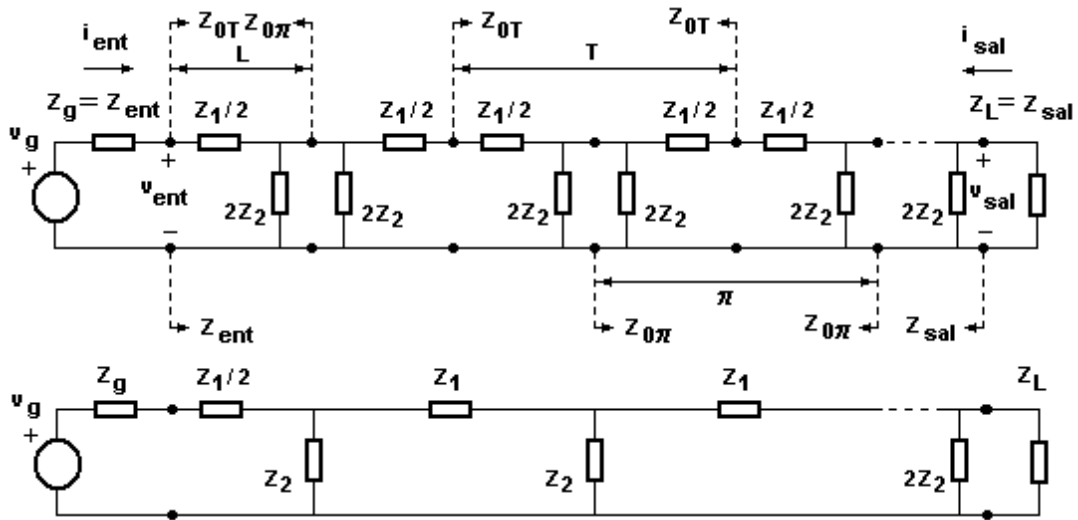 Z0T Z0π Z0T Z0T
ient L T isal
Zg = Zent Z1/2 Z1/2 Z1/2 Z1/2 Z1/2 ZL = Zsal
vg
+ + +
vent 2Z2 2Z2 2Z2 2Z2 2Z2 2Z2 vsal
− −
π
Zent Z0π Z0π Zsal
Zg Z1/2 Z1 Z1 ZL
vg
+
Z2 Z2 2Z2